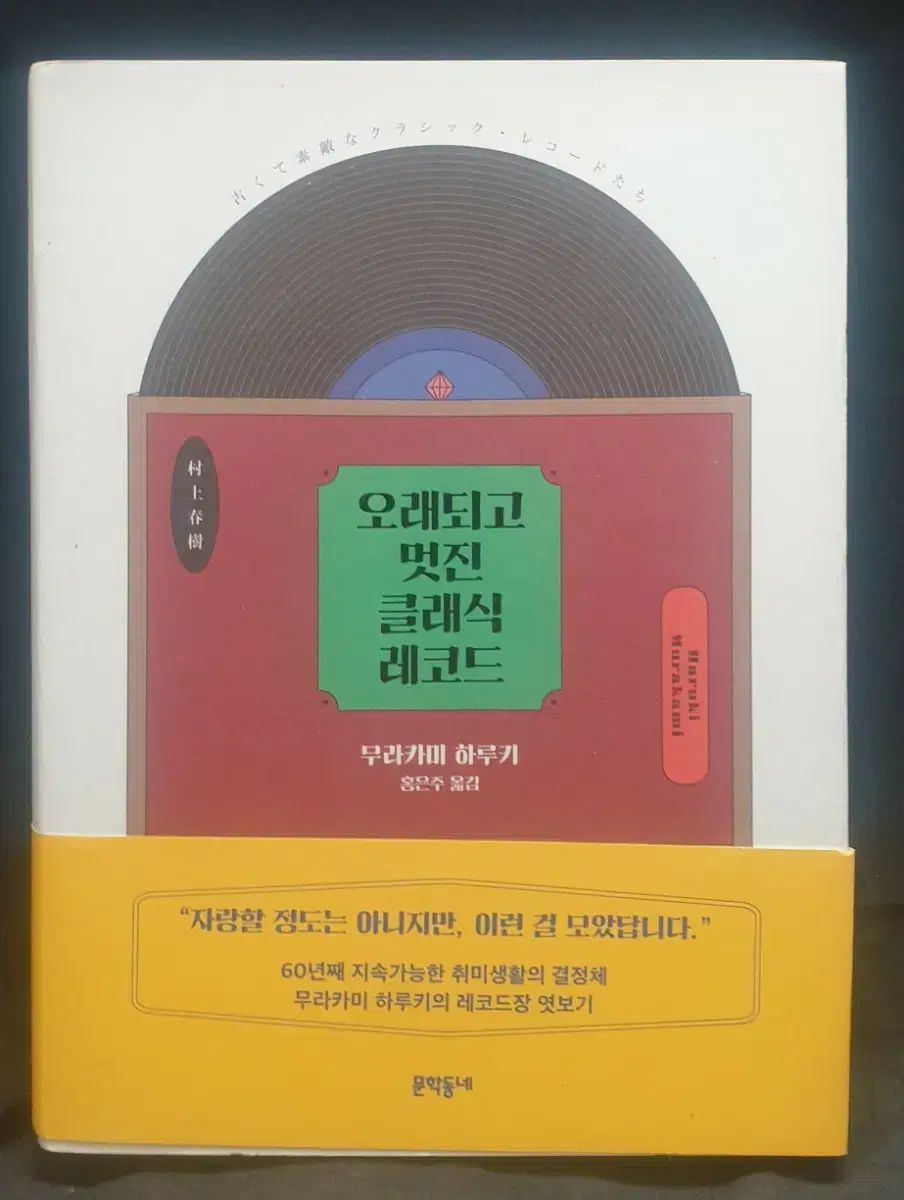 古くて素敵なクラシック・レコードたち
村上春樹
오래되고
멋진
클래식
레코드
무라카미 하루키
홍은주 옮김
“자랑할 정도는 아니지만, 이런 걸 모았답니다.”
60년째 지속가능한 취미생활의 결정체
무라카미 하루키의 레코드장 엿보기
문학동네